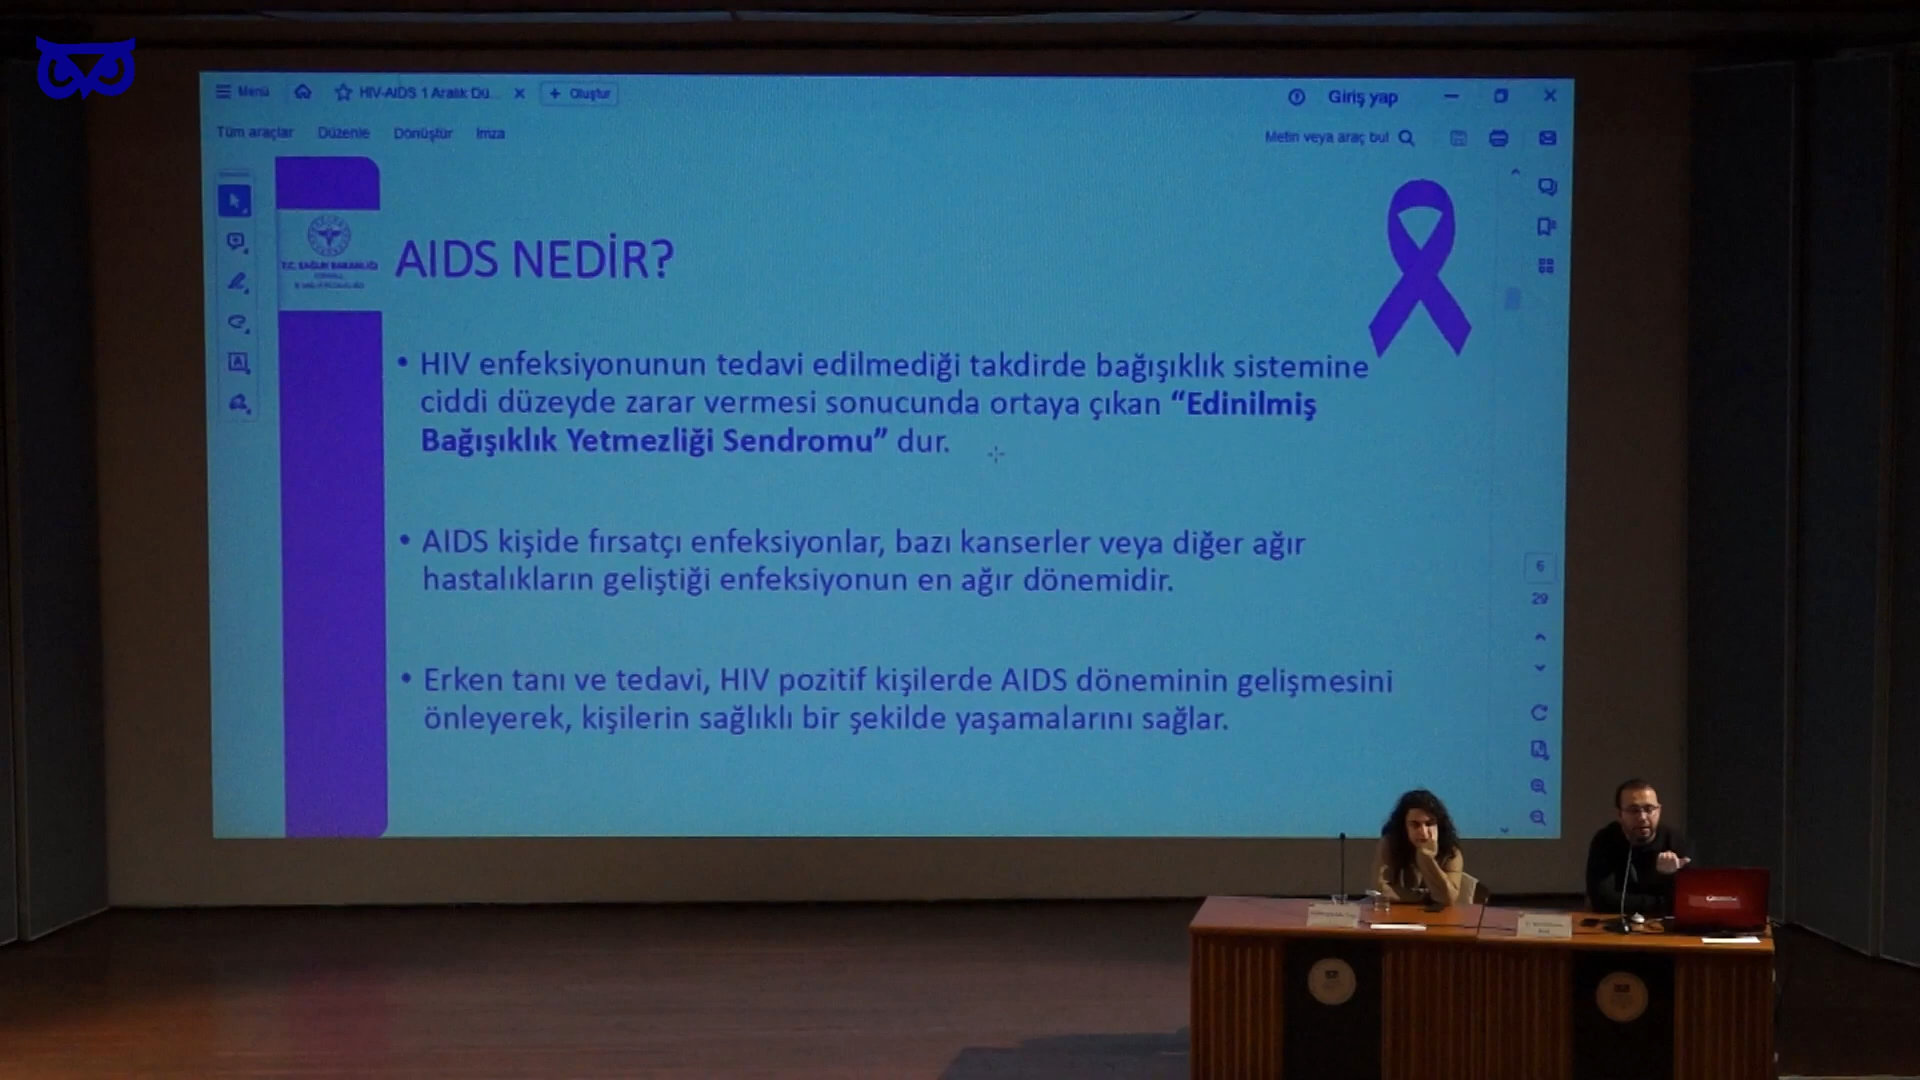 Menü
HIV-AIDS 1 Aralık Dü...
Oluştur
Giriş yap
Tüm araçlar Düzenle Dönüştür İmza
Metin veya araç bul
T.C. SAĞLIK BAKANLIĞI
AIDS NEDİR?
• HIV enfeksiyonunun tedavi edilmediği takdirde bağışıklık sistemine
ciddi düzeyde zarar vermesi sonucunda ortaya çıkan “Edinilmiş
Bağışıklık Yetmezliği Sendromu” dur.
• AIDS kişide fırsatçı enfeksiyonlar, bazı kanserler veya diğer ağır
hastalıkların geliştiği enfeksiyonun en ağır dönemidir.
• Erken tanı ve tedavi, HIV pozitif kişilerde AIDS döneminin gelişmesini
önleyerek, kişilerin sağlıklı bir şekilde yaşamalarını sağlar.
6
29